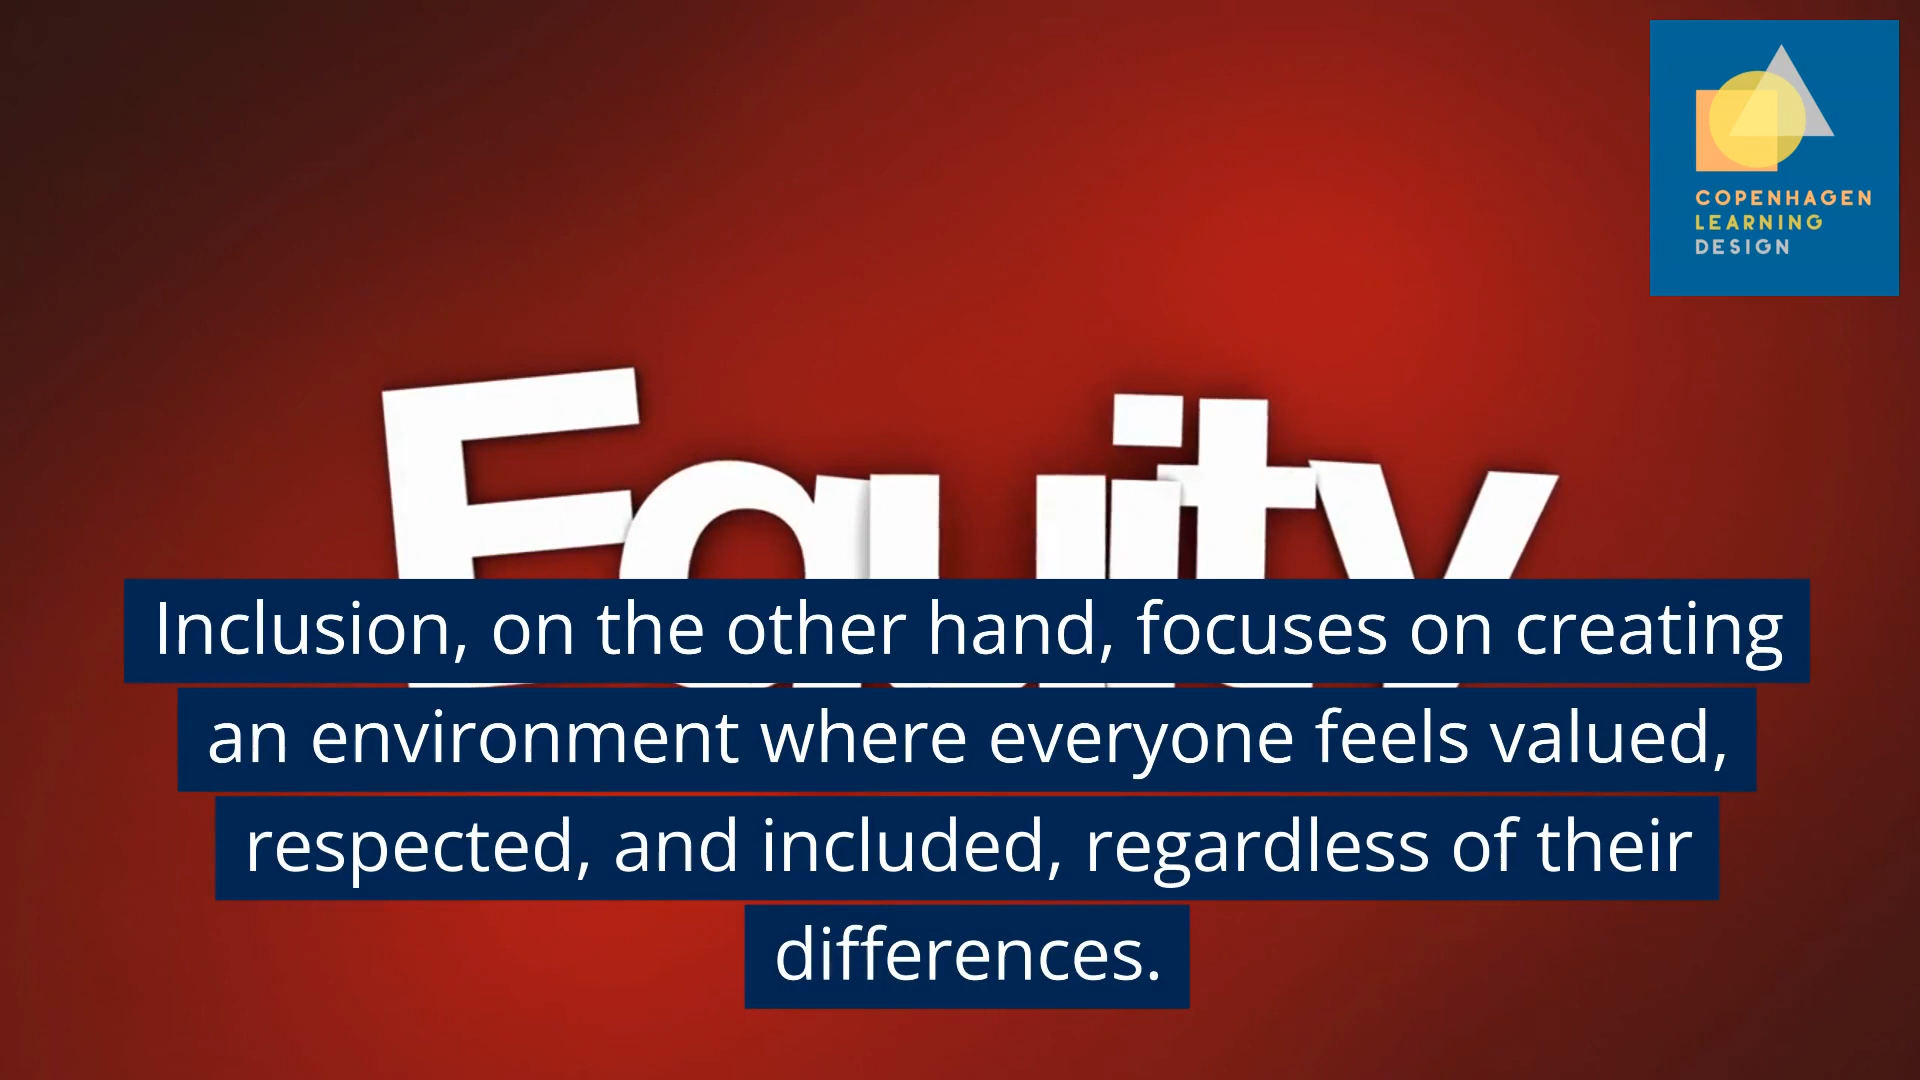 COPENHAGEN
LEARNING
DESIGN
Equity
Inclusion, on the other hand, focuses on creating
an environment where everyone feels valued,
respected, and included, regardless of their
differences.